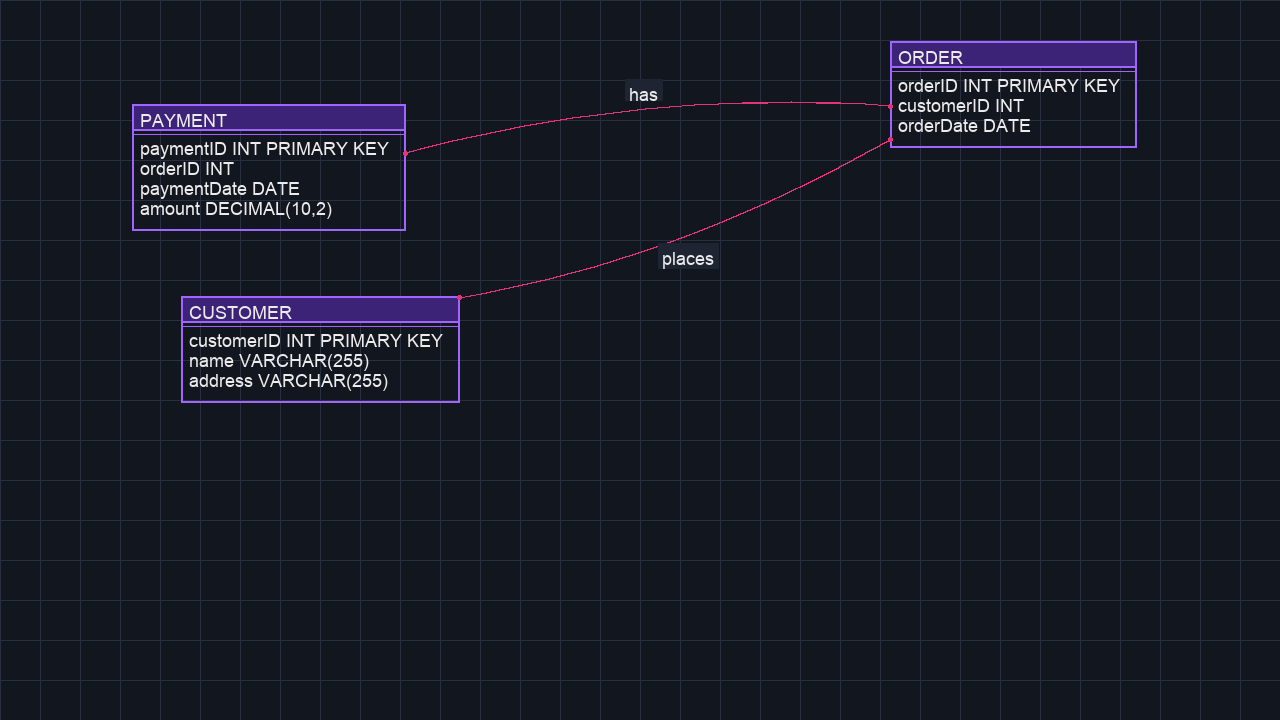 PAYMENT
paymentID INT PRIMARY KEY
orderID INT
paymentDate DATE
amount DECIMAL(10,2)
has
ORDER
orderID INT PRIMARY KEY
customerID INT
orderDate DATE
places
CUSTOMER
customerID INT PRIMARY KEY
name VARCHAR(255)
address VARCHAR(255)